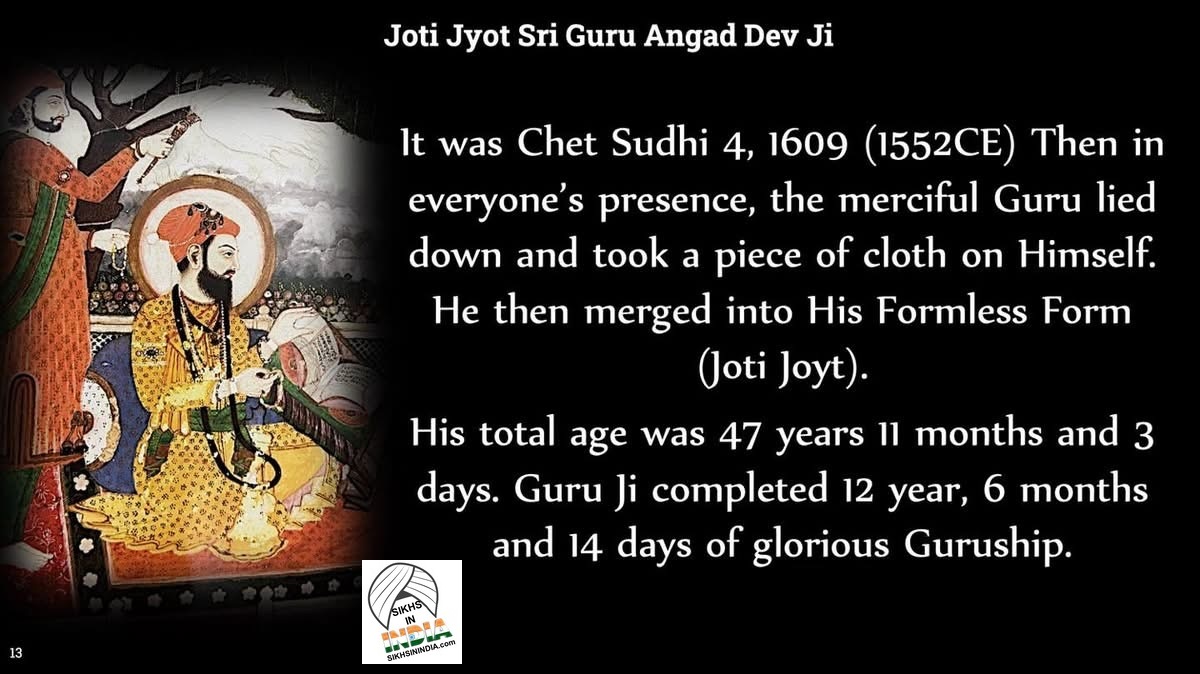 Joti Jyot Sri Guru Angad Dev Ji
It was Chet Sudhi 4, 1609 (1552CE) Then in
everyone's presence, the merciful Guru lied
down and took a piece of cloth on Himself.
He then merged into His Formless Form
(Joti Joyt).
His total age was 47 years 11 months and 3
days. Guru Ji completed 12 year, 6 months
and 14 days of glorious Guruship.
SIKHS
IN
INDIA
SIKHSININDIA.com
13